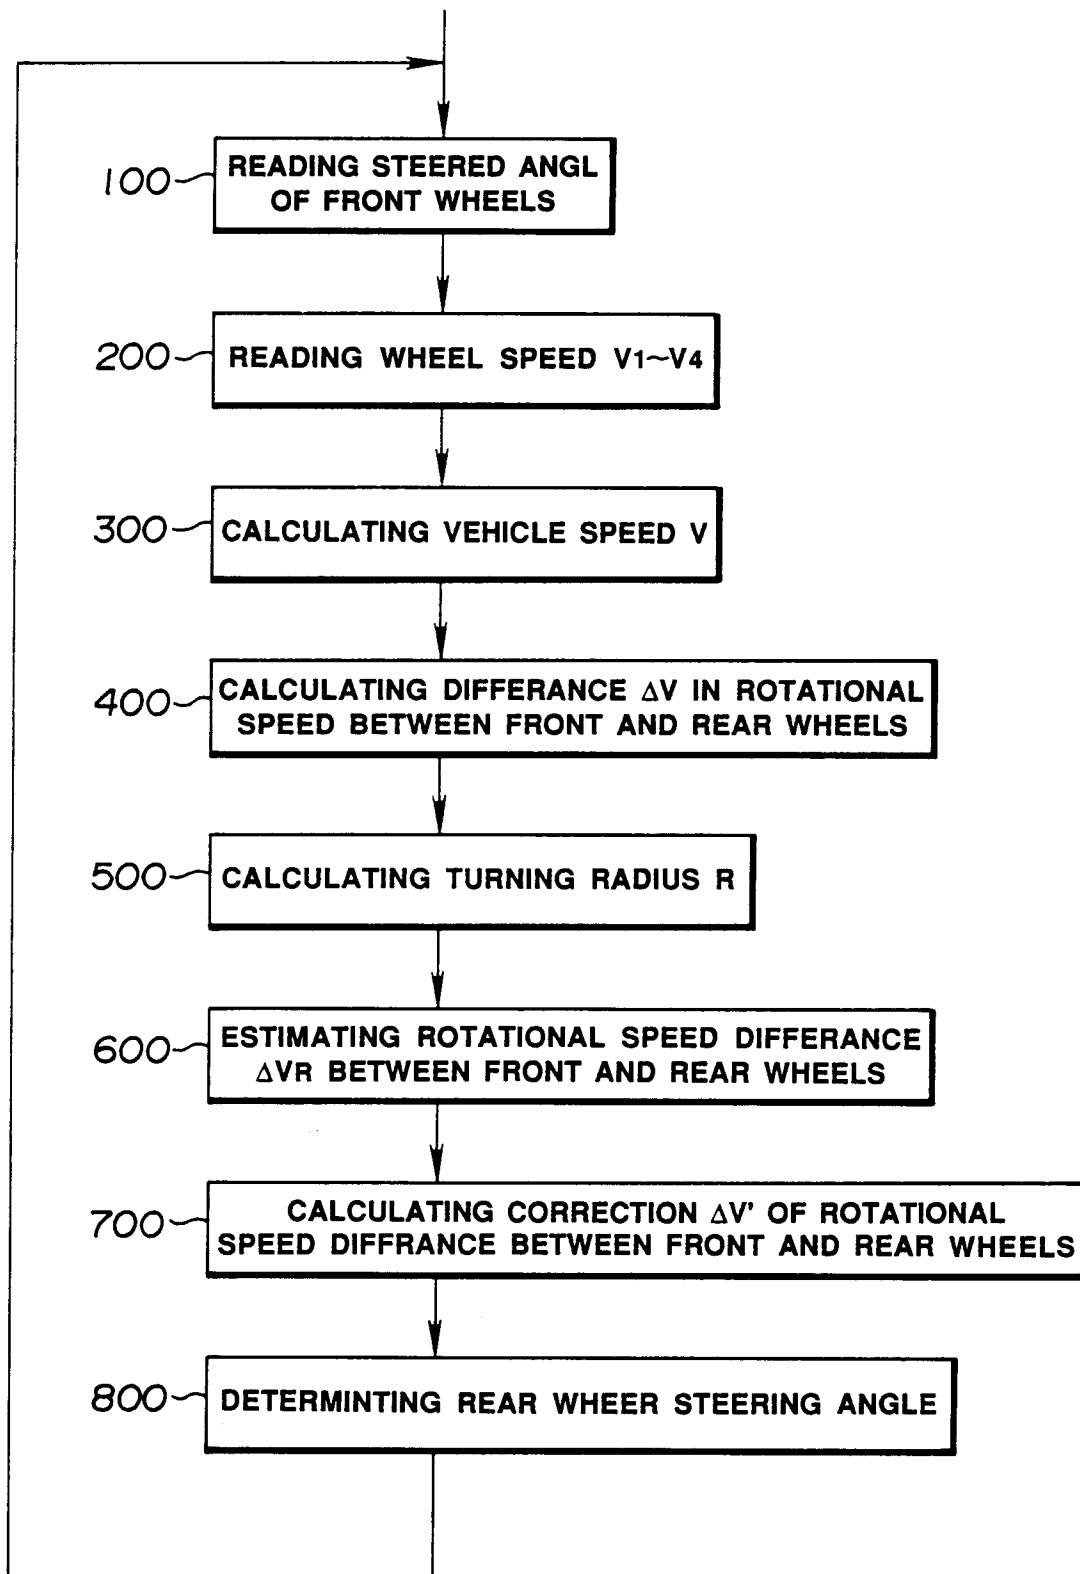 100
READING STEERED ANGL
OF FRONT WHEELS
200
READING WHEEL SPEED V1~V4
300
CALCULATING VEHICLE SPEED V
400
CALCULATING DIFFERANCE ΔV IN ROTATIONAL
SPEED BETWEEN FRONT AND REAR WHEELS
500
CALCULATING TURNING RADIUS R
600
ESTIMATING ROTATIONAL SPEED DIFFERANCE
ΔVR BETWEEN FRONT AND REAR WHEELS
700
CALCULATING CORRECTION ΔV' OF ROTATIONAL
SPEED DIFFRANCE BETWEEN FRONT AND REAR WHEELS
800
DETERMINTING REAR WHEER STEERING ANGLE